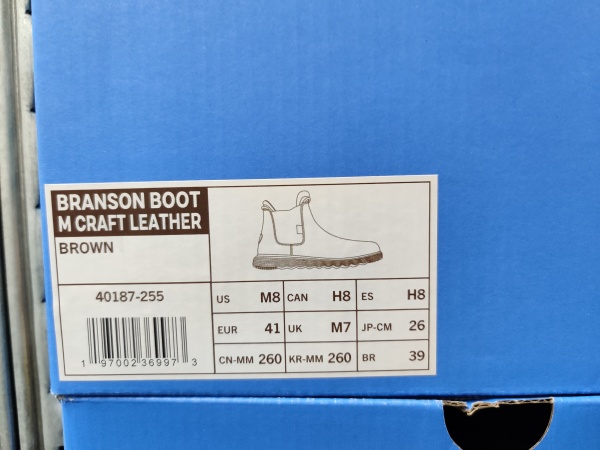 BRANSON BOOT
M CRAFT LEATHER
BROWN
40187-255
1 97002 36997 3
US M8 CAN H8 ES H8
EUR 41 UK M7 JP-CM 26
CN-MM 260 KR-MM 260 BR 39